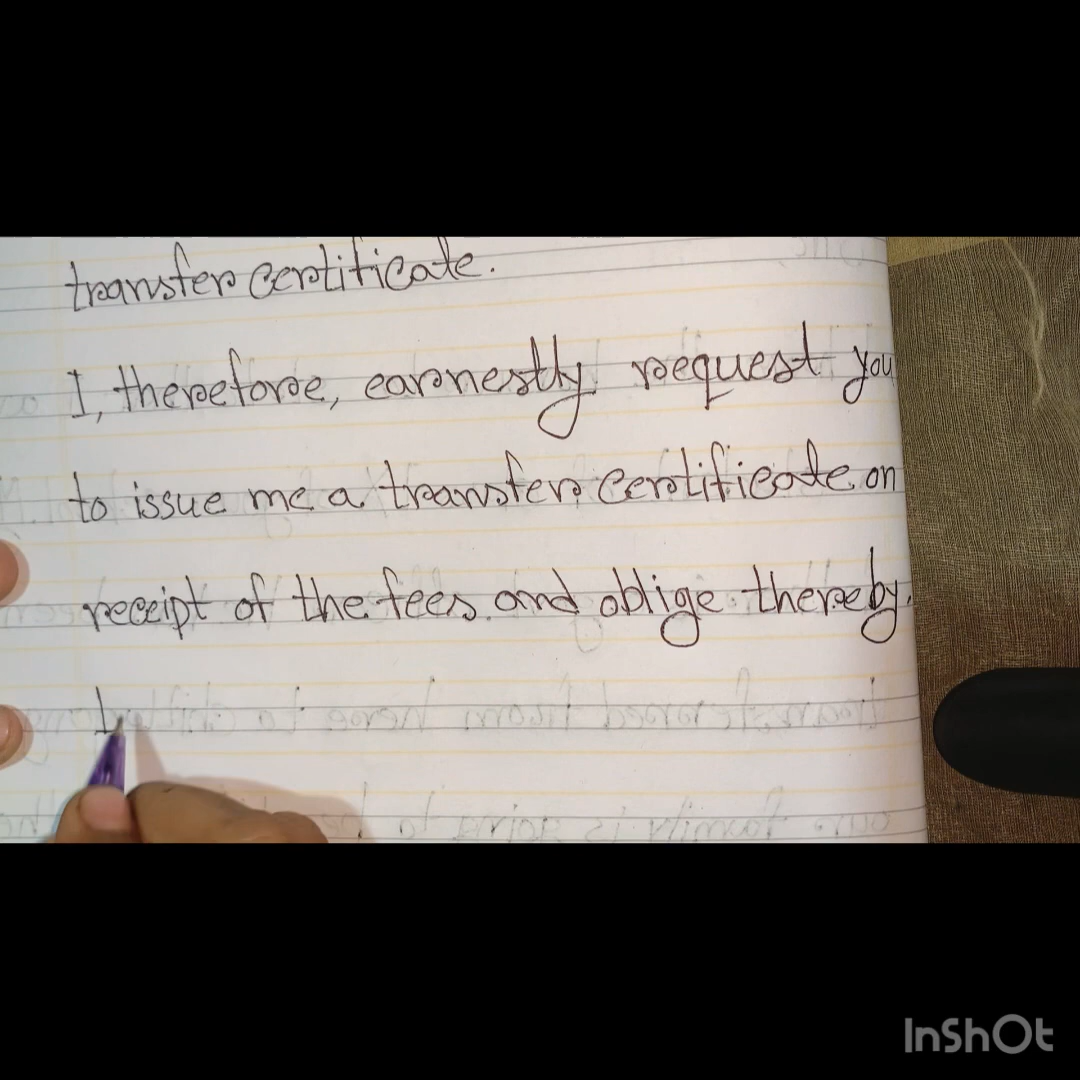 transfer certificate.
I, therefore, earnestly request you
to issue me a transfer certificate on
receipt of the fees and oblige thereby.
InShOt